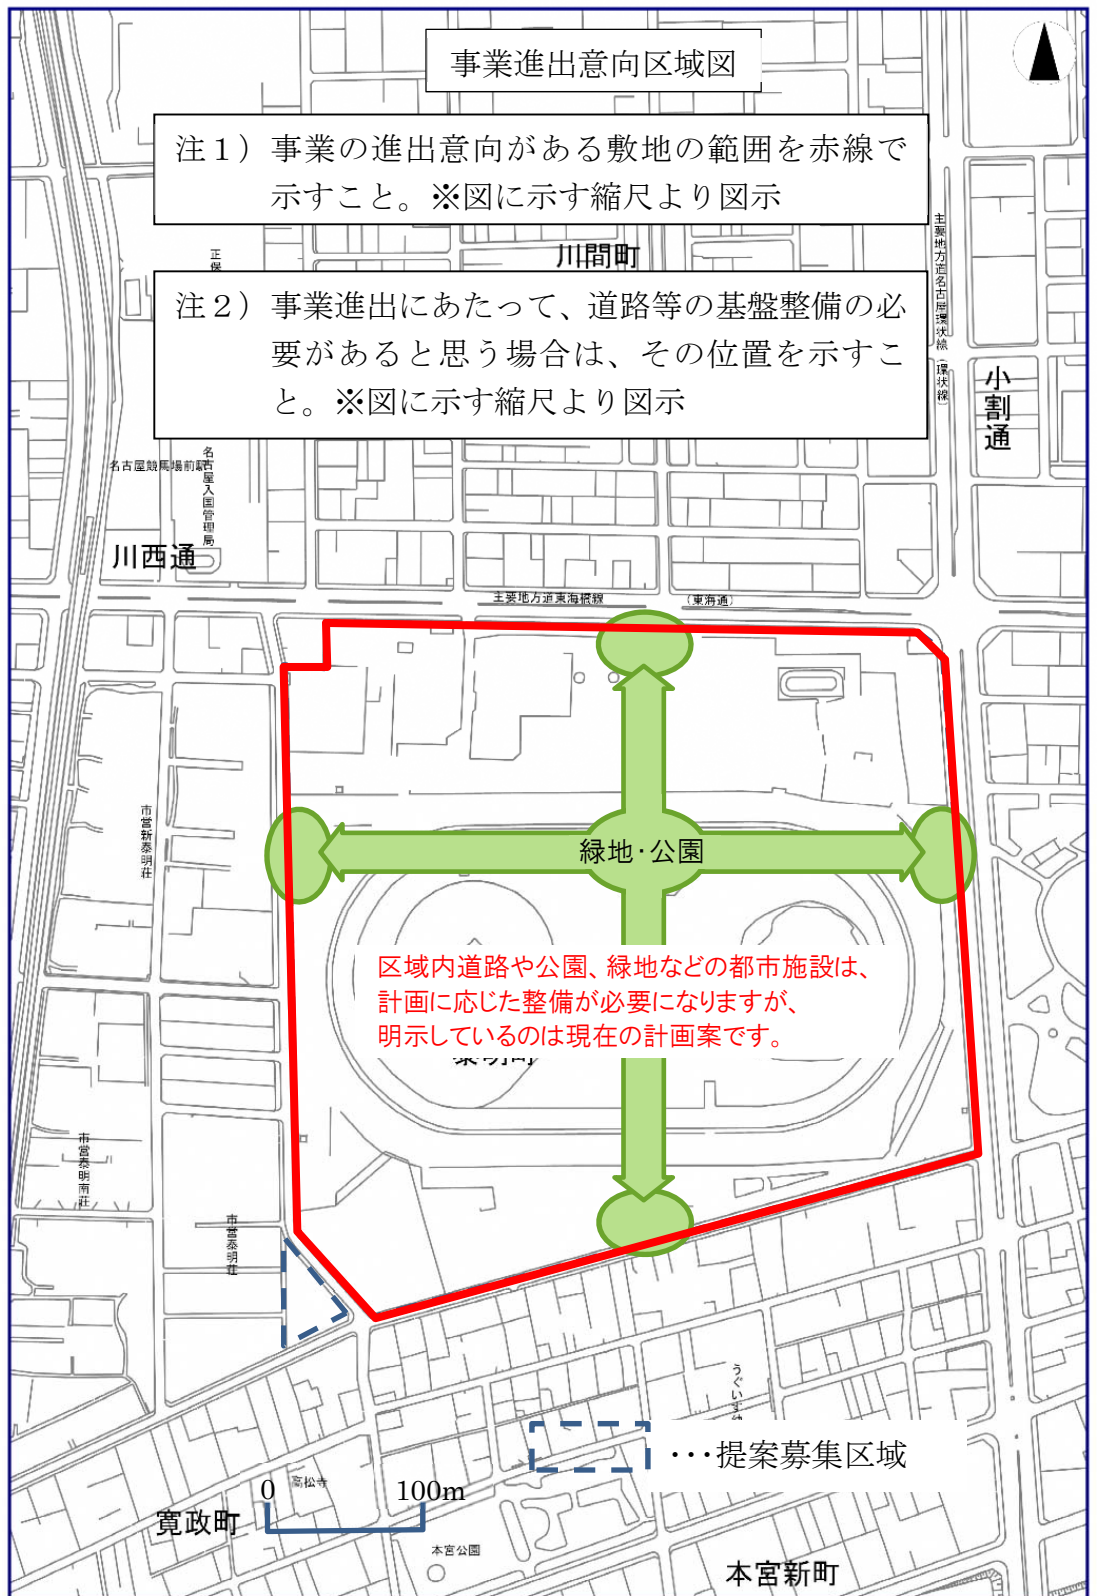 事業進出意向区域図
注１）事業の進出意向がある敷地の範囲を赤線で
示すこと。※図に示す縮尺より図示
川間町
注２）事業進出にあたって、道路等の基盤整備の必
要があると思う場合は、その位置を示すこ
と。※図に示す縮尺より図示
主要地方道名古屋環状線（環状線）
小割通
名古屋競馬場前駅
名古屋入国管理局
川西通
主要地方道東海橋線
（東海通）
市営新泰明荘
緑地・公園
区域内道路や公園、緑地などの都市施設は、
計画に応じた整備が必要になりますが、
明示しているのは現在の計画案です。
市営泰明南荘
市営泰明荘
うぐいす
・・・提案募集区域
0
100m
高松寺
寛政町
本宮公園
本宮新町